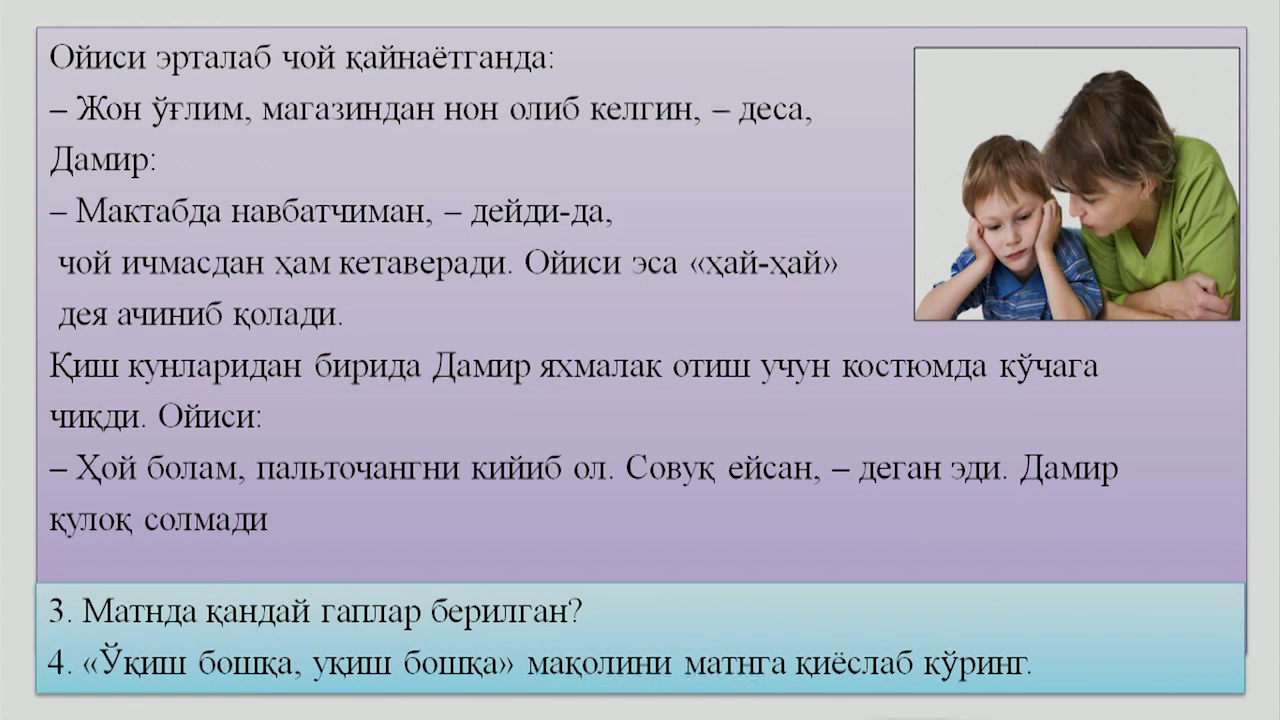 Ойиси эрталаб чой қайнаётганда:
– Жон ўғлим, магазиндан нон олиб келгин, – деса,
Дамир:
– Мактабда навбатчиман, – дейди-да,
чой ичмасдан ҳам кетаверади. Ойиси эса «ҳай-ҳай»
дея ачиниб қолади.
Қиш кунларидан бирида Дамир яхмалак отиш учун костюмда кўчага
чиқди. Ойиси:
– Ҳой болам, пальточангни кийиб ол. Совуқ ейсан, – деган эди. Дамир
қулоқ солмади
3. Матнда қандай гаплар берилган?
4. «Ўқиш бошқа, уқиш бошқа» мақолини матнга қиёслаб кўринг.